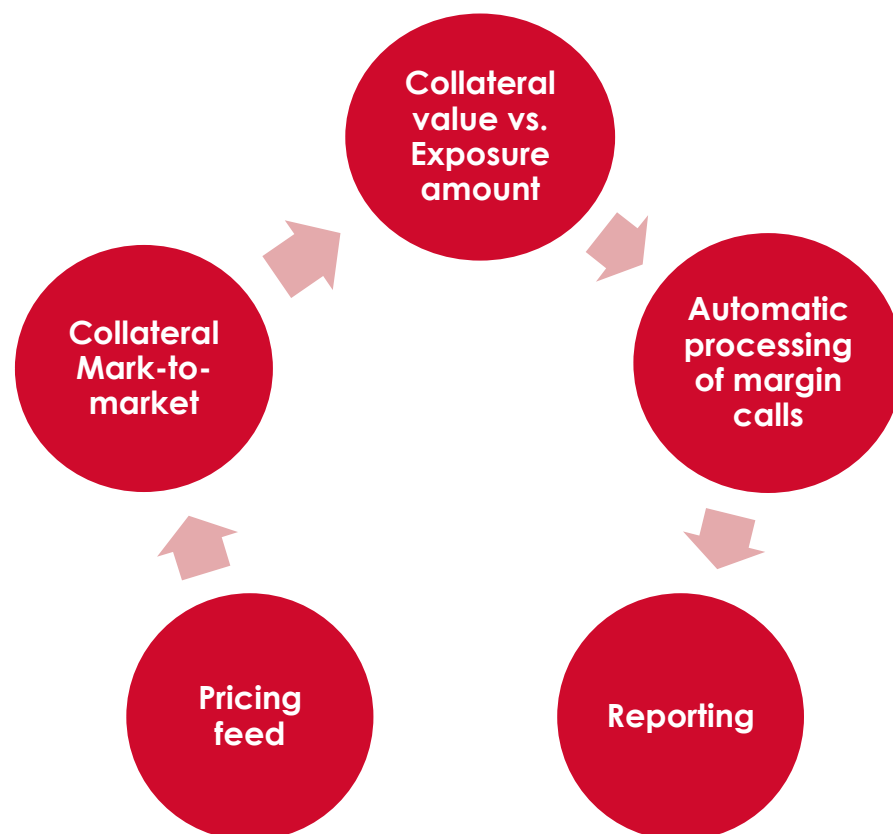 Collateral
value vs.
Exposure
amount
Collateral
Mark-to-
market
Automatic
processing
of margin
calls
Pricing
feed
Reporting